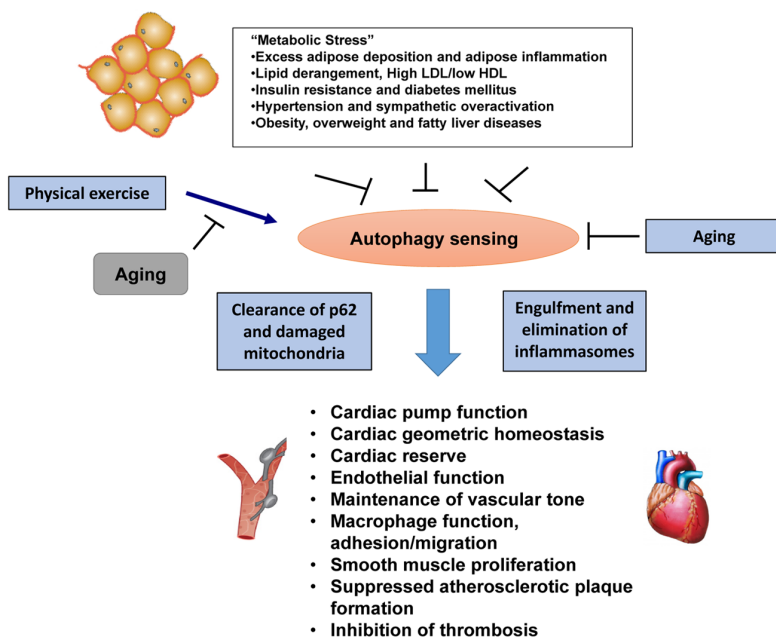 “Metabolic Stress”
•Excess adipose deposition and adipose inflammation
•Lipid derangement, High LDL/low HDL
•Insulin resistance and diabetes mellitus
•Hypertension and sympathetic overactivation
•Obesity, overweight and fatty liver diseases
Physical exercise
Autophagy sensing
Aging
Aging
Clearance of p62
and damaged
mitochondria
Engulfment and
elimination of
inflammasomes
• Cardiac pump function
• Cardiac geometric homeostasis
• Cardiac reserve
• Endothelial function
• Maintenance of vascular tone
• Macrophage function,
adhesion/migration
• Smooth muscle proliferation
• Suppressed atherosclerotic plaque
formation
• Inhibition of thrombosis